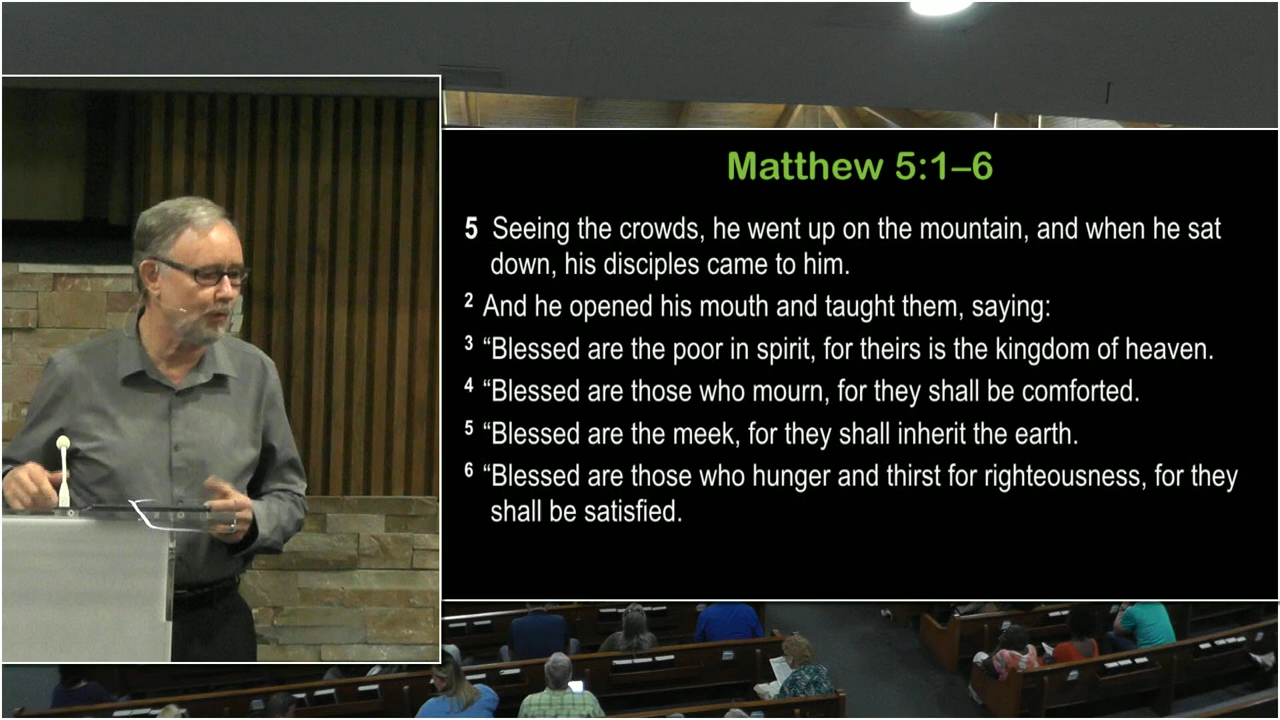 Matthew 5:1–6
5 Seeing the crowds, he went up on the mountain, and when he sat
down, his disciples came to him.
2 And he opened his mouth and taught them, saying:
3 “Blessed are the poor in spirit, for theirs is the kingdom of heaven.
4 “Blessed are those who mourn, for they shall be comforted.
5 “Blessed are the meek, for they shall inherit the earth.
6 “Blessed are those who hunger and thirst for righteousness, for they
shall be satisfied.